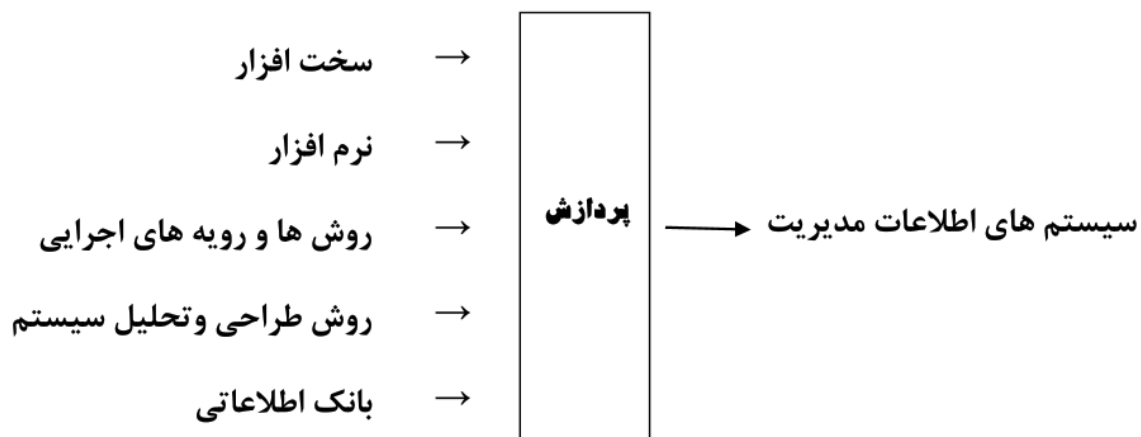 سخت افزار →
نرم افزار →
روش ها و رویه های اجرایی →
روش طراحی وتحلیل سیستم →
بانک اطلاعاتی →
پردازش
سیستم های اطلاعات مدیریت